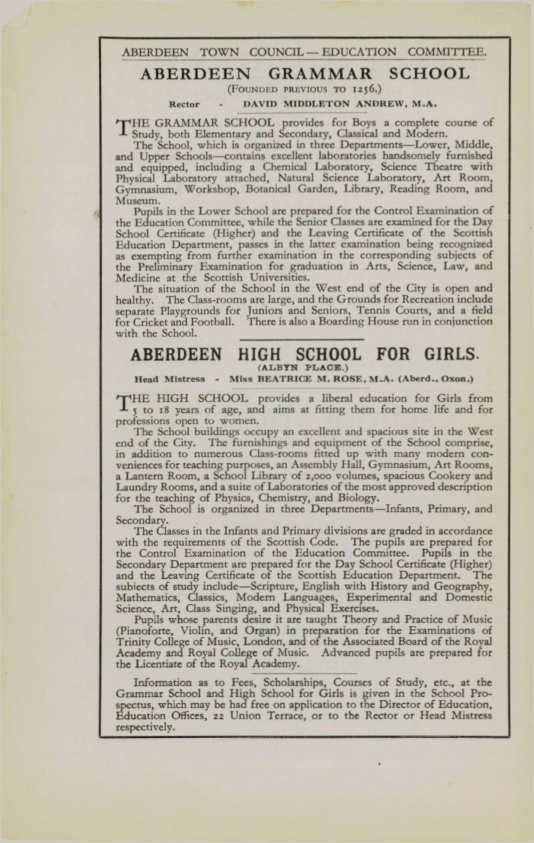 ABERDEEN TOWN COUNCIL — EDUCATION COMMITTEE.
ABERDEEN GRAMMAR SCHOOL
(FOUNDED PREVIOUS TO 1256.)
Rector - DAVID MIDDLETON ANDREW, M.A.
THE GRAMMAR SCHOOL provides for Boys a complete course of
Study, both Elementary and Secondary, Classical and Modern.
The School, which is organized in three Departments—Lower, Middle,
and Upper Schools—contains excellent laboratories handsomely furnished
and equipped, including a Chemical Laboratory, Science Theatre with
Physical Laboratory attached, Natural Science Laboratory, Art Room,
Gymnasium, Workshop, Botanical Garden, Library, Reading Room, and
Museum.
Pupils in the Lower School are prepared for the Control Examination of
the Education Committee, while the Senior Classes are examined for the Day
School Certificate (Higher) and the Leaving Certificate of the Scottish
Education Department, passes in the latter examination being recognized
as exempting from further examination in the corresponding subjects of
the Preliminary Examination for graduation in Arts, Science, Law, and
Medicine at the Scottish Universities.
The situation of the School in the West end of the City is open and
healthy. The Class-rooms are large, and the Grounds for Recreation include
separate Playgrounds for Juniors and Seniors, Tennis Courts, and a field
for Cricket and Football. There is also a Boarding House run in conjunction
with the School.
ABERDEEN HIGH SCHOOL FOR GIRLS.
(ALBYN PLACE.)
Head Mistress - Miss BEATRICE M. ROSE, M.A. (Aberd., Oxon.)
THE HIGH SCHOOL provides a liberal education for Girls from
5 to 18 years of age, and aims at fitting them for home life and for
professions open to women.
The School buildings occupy an excellent and spacious site in the West
end of the City. The furnishings and equipment of the School comprise,
in addition to numerous Class-rooms fitted up with many modern con-
veniences for teaching purposes, an Assembly Hall, Gymnasium, Art Rooms,
a Lantern Room, a School Library of 2,000 volumes, spacious Cookery and
Laundry Rooms, and a suite of Laboratories of the most approved description
for the teaching of Physics, Chemistry, and Biology.
The School is organized in three Departments—Infants, Primary, and
Secondary.
The Classes in the Infants and Primary divisions are graded in accordance
with the requirements of the Scottish Code. The pupils are prepared for
the Control Examination of the Education Committee. Pupils in the
Secondary Department are prepared for the Day School Certificate (Higher)
and the Leaving Certificate of the Scottish Education Department. The
subjects of study include—Scripture, English with History and Geography,
Mathematics, Classics, Modern Languages, Experimental and Domestic
Science, Art, Class Singing, and Physical Exercises.
Pupils whose parents desire it are taught Theory and Practice of Music
(Pianoforte, Violin, and Organ) in preparation for the Examinations of
Trinity College of Music, London, and of the Associated Board of the Royal
Academy and Royal College of Music. Advanced pupils are prepared for
the Licentiate of the Royal Academy.
Information as to Fees, Scholarships, Courses of Study, etc., at the
Grammar School and High School for Girls is given in the School Pro-
spectus, which may be had free on application to the Director of Education,
Education Offices, 22 Union Terrace, or to the Rector or Head Mistress
respectively.